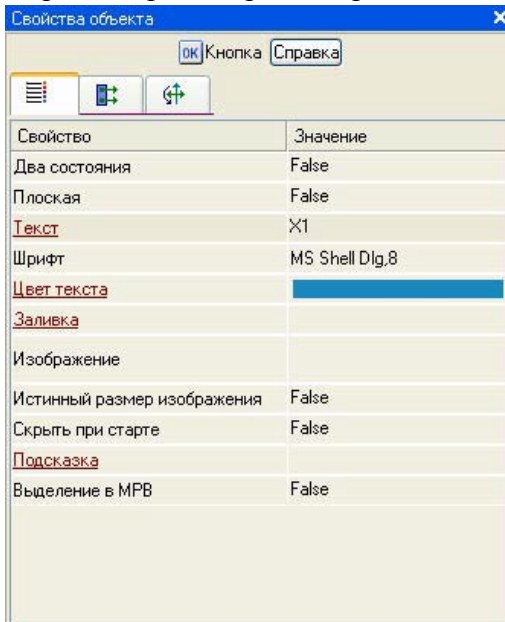 Свойства объекта
ОК Кнопка Справка
Свойство Значение
Два состояния False
Плоская False
Текст X1
Шрифт MS Shell Dlg,8
Цвет текста
Заливка
Изображение
Истинный размер изображения False
Скрыть при старте False
Подсказка
Выделение в МРВ False